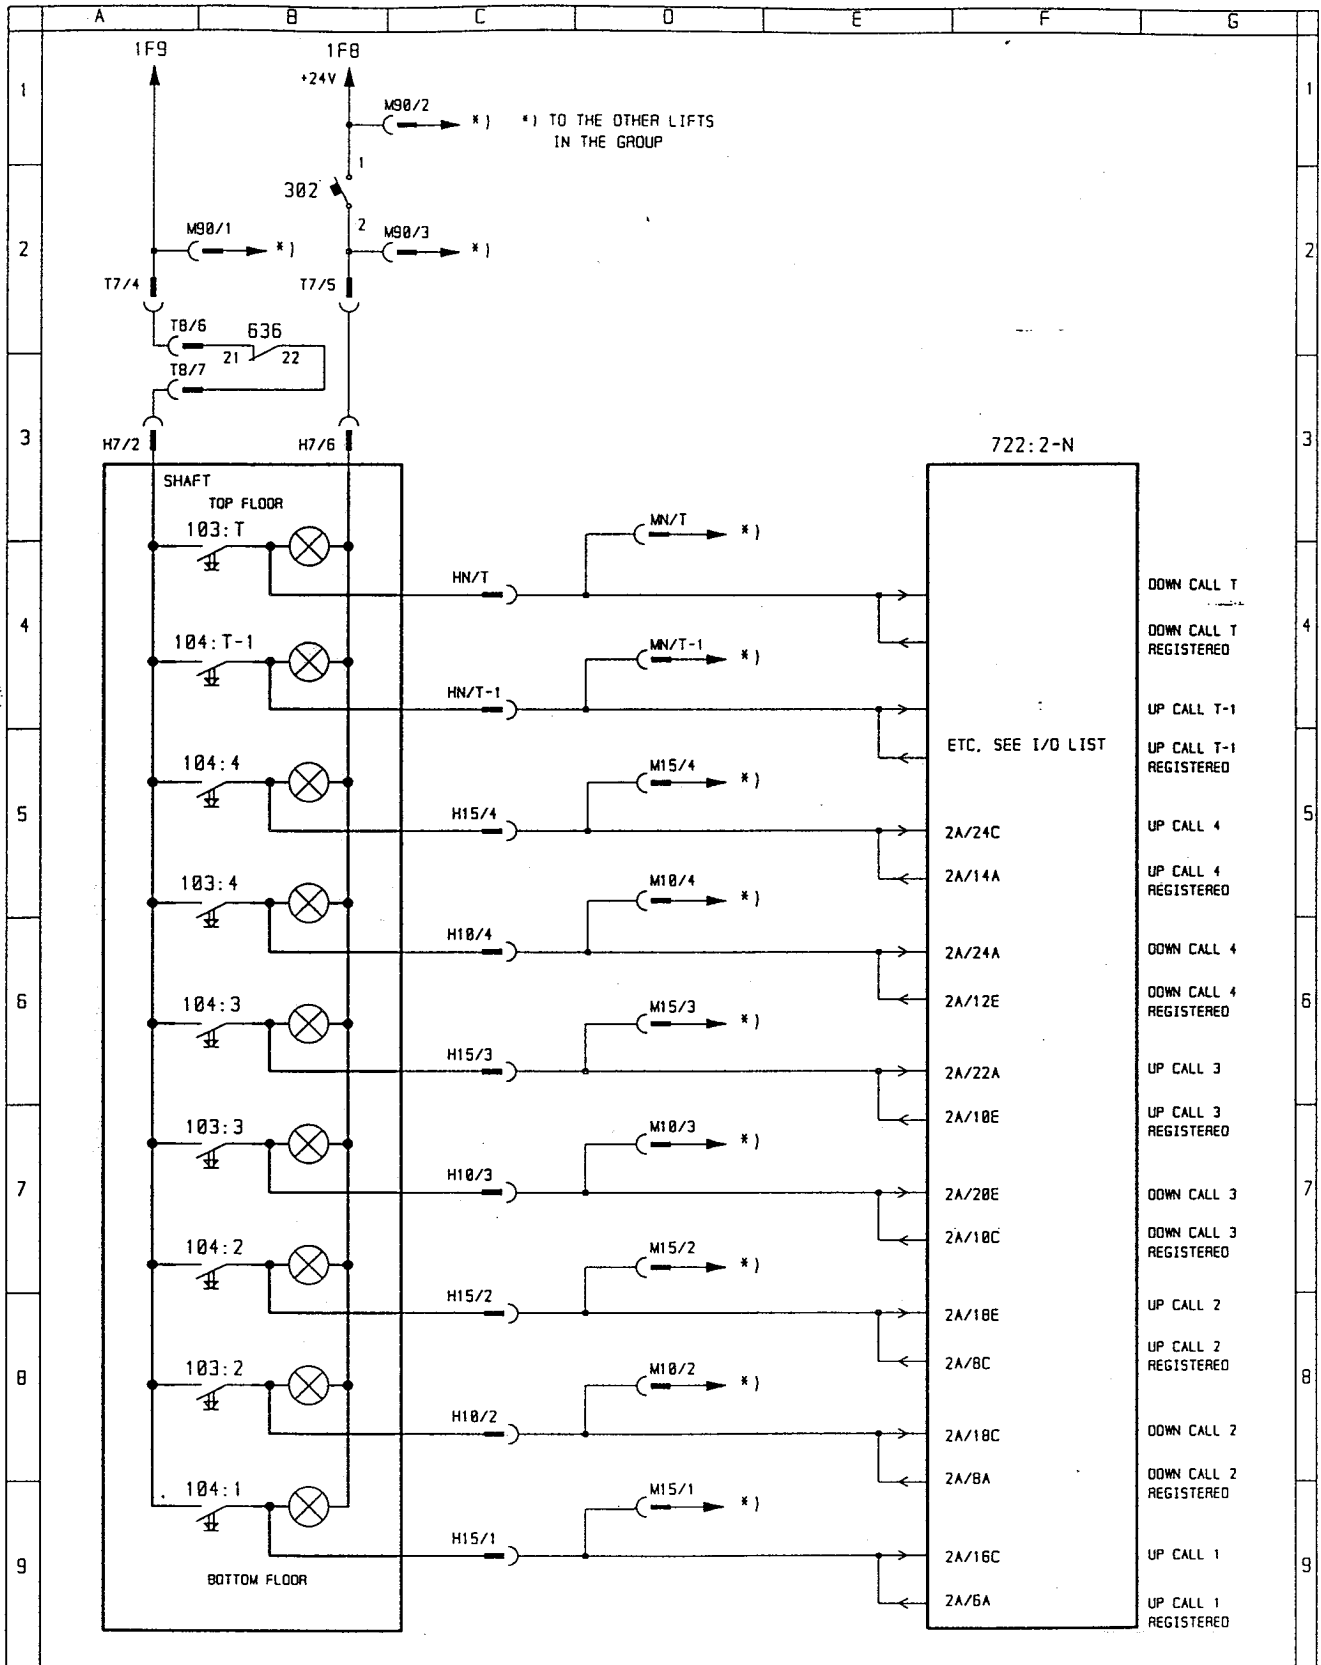 A B C D E F G
1F9 1F8
+24V
1 1
M90/2 *) *) TO THE OTHER LIFTS
IN THE GROUP
1
302
2
M90/1 *) M90/3 *)
2 2
T7/4 T7/5
T8/6 636
21 22
T8/7
3 3
H7/2 H7/6 722:2-N
SHAFT
TOP FLOOR
103:T MN/T *)
HN/T DOWN CALL T
4 4
DOWN CALL T
REGISTERED
104:T-1 MN/T-1 *)
HN/T-1 UP CALL T-1
ETC. SEE I/O LIST UP CALL T-1
REGISTERED
104:4 M15/4 *)
5 5
H15/4 2A/24C UP CALL 4
2A/14A UP CALL 4
REGISTERED
103:4 M10/4 *)
H10/4 2A/24A DOWN CALL 4
6 6
2A/12E DOWN CALL 4
REGISTERED
104:3 M15/3 *)
H15/3 2A/22A UP CALL 3
2A/10E UP CALL 3
REGISTERED
103:3 M10/3 *)
7 7
H10/3 2A/20E DOWN CALL 3
2A/10C DOWN CALL 3
REGISTERED
104:2 M15/2 *)
H15/2 2A/18E UP CALL 2
2A/8C UP CALL 2
REGISTERED
8 8
103:2 M10/2 *)
H10/2 2A/18C DOWN CALL 2
2A/8A DOWN CALL 2
REGISTERED
104:1 M15/1 *)
H15/1 2A/16C UP CALL 1
9 9
BOTTOM FLOOR
2A/6A UP CALL 1
REGISTERED